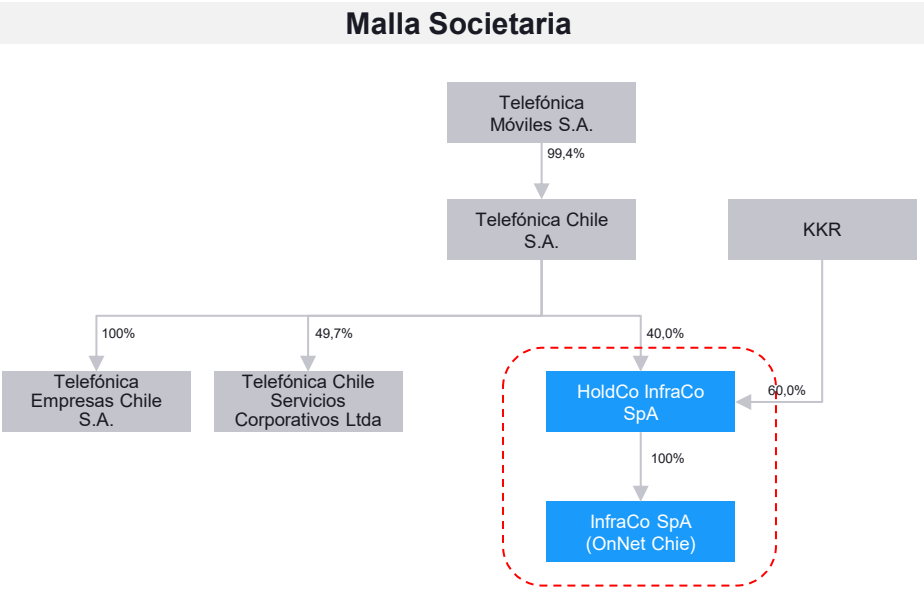 Malla Societaria
Telefónica
Móviles S.A.
99,4%
Telefónica Chile
S.A.
KKR
100%
49,7%
40,0%
Telefónica
Empresas Chile
S.A.
Telefónica Chile
Servicios
Corporativos Ltda
HoldCo InfraCo
SpA
60,0%
100%
InfraCo SpA
(OnNet Chie)